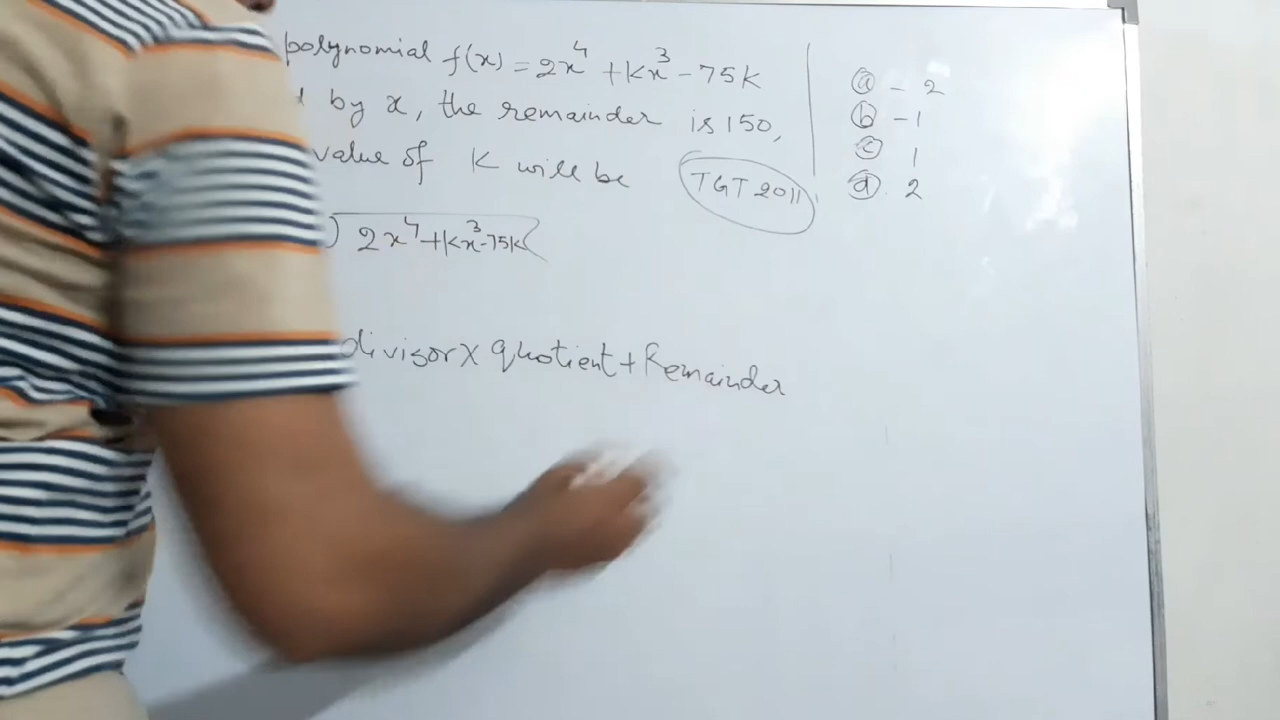 polynomial f(x) = 2x⁴ + Kx³ - 75K
by x, the remainder is 150,
value of K will be
TGT 2011
ⓐ - 2
ⓑ - 1
ⓒ 1
ⓓ 2
) 2x⁴+Kx³-75K(
divisor X quotient + Remainder